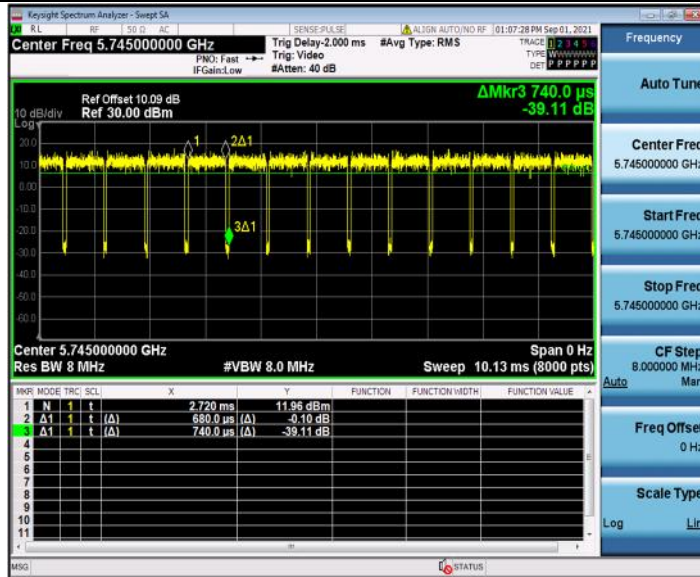 Keysight Spectrum Analyzer - Swept SA
RL RF 50 Ω AC SENSE:PULSE ALIGN AUTO/NO RF 01:07:28 PM Sep 01, 2021
Center Freq 5.745000000 GHz
PNO: Fast
IFGain:Low
Trig Delay-2.000 ms
Trig: Video
#Atten: 40 dB
#Avg Type: RMS
TRACE 1 2 3 4 5 6
TYPE
DET P P P P P P
ΔMkr3 740.0 µs
-39.11 dB
Ref Offset 10.09 dB
10 dB/div Ref 30.00 dBm
Log
20.0
10.0
0.00
-10.0
-20.0
-30.0
-40.0
-50.0
-60.0
1
2Δ1
3Δ1
Center 5.745000000 GHz Span 0 Hz
Res BW 8 MHz #VBW 8.0 MHz Sweep 10.13 ms (8000 pts)
MKR MODE TRC SCL X Y FUNCTION FUNCTION WIDTH FUNCTION VALUE
1 N 1 t 2.720 ms 11.96 dBm
2 Δ1 1 t (Δ) 680.0 µs (Δ) -0.10 dB
3 Δ1 1 t (Δ) 740.0 µs (Δ) -39.11 dB
4
5
6
7
8
9
10
11
MSG STATUS
Frequency
Auto Tune
Center Freq
5.745000000 GHz
Start Freq
5.745000000 GHz
Stop Freq
5.745000000 GHz
CF Step
8.000000 MHz
Auto Man
Freq Offset
0 Hz
Scale Type
Log Lin